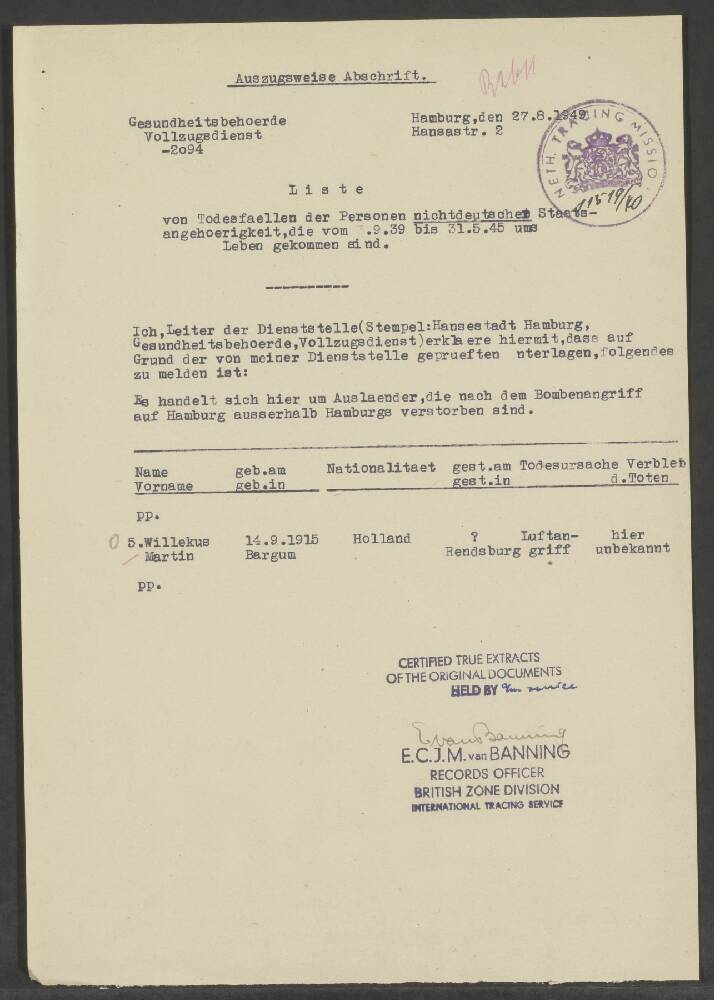 Auszugsweise Abschrift.
Gesundheitsbehoerde
Vollzugsdienst
-2o94
Hamburg,den 27.8.1949
Hansastr. 2
NETH. TRACING MISSION
11519/40
Liste
von Todesfaellen der Personen nichtdeutscher Staats-
angehoerigkeit,die vom .9.39 bis 31.5.45 ums
Leben gekommen sind.
----------
Ich,Leiter der Dienststelle(Stempel:Hansestadt Hamburg,
Gesundheitsbehoerde,Vollzugsdienst)erklaere hiermit,dass auf
Grund der von meiner Dienststelle geprueften nterlagen,folgendes
zu melden ist:
Es handelt sich hier um Auslaender,die nach dem Bombenangriff
auf Hamburg ausserhalb Hamburgs verstorben sind.
Name geb.am Nationalitaet gest.am Todesursache Verbleb
Vorname geb.in gest.in d.Toten
pp.
5.Willekus 14.9.1915 Holland ? Luftan- hier
Martin Bargum Rendsburg griff unbekannt
pp.
CERTIFIED TRUE EXTRACTS
OF THE ORIGINAL DOCUMENTS
HELD BY
E.C.J.M. van BANNING
RECORDS OFFICER
BRITISH ZONE DIVISION
INTERNATIONAL TRACING SERVICE